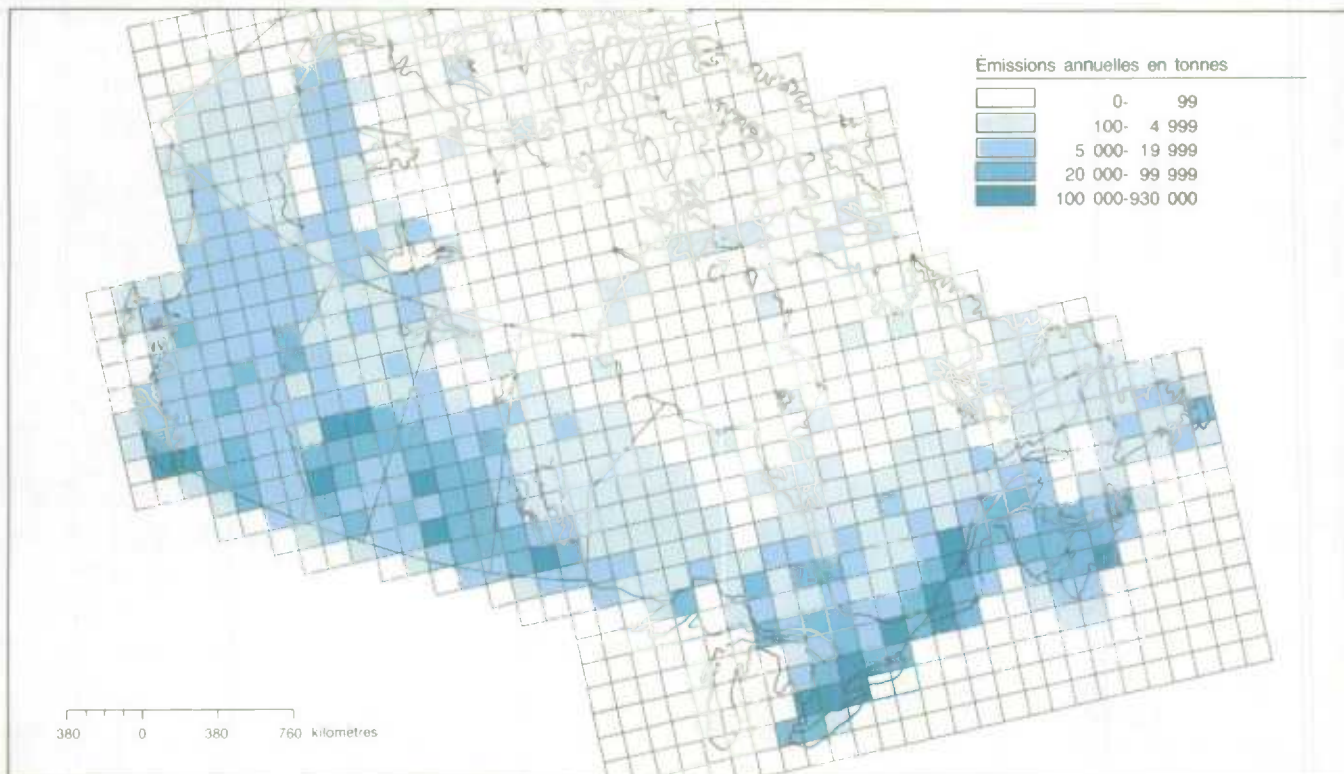 Émissions annuelles en tonnes
0- 99
100- 4 999
5 000- 19 999
20 000- 99 999
100 000-930 000
380 0 380 760 kilomètres